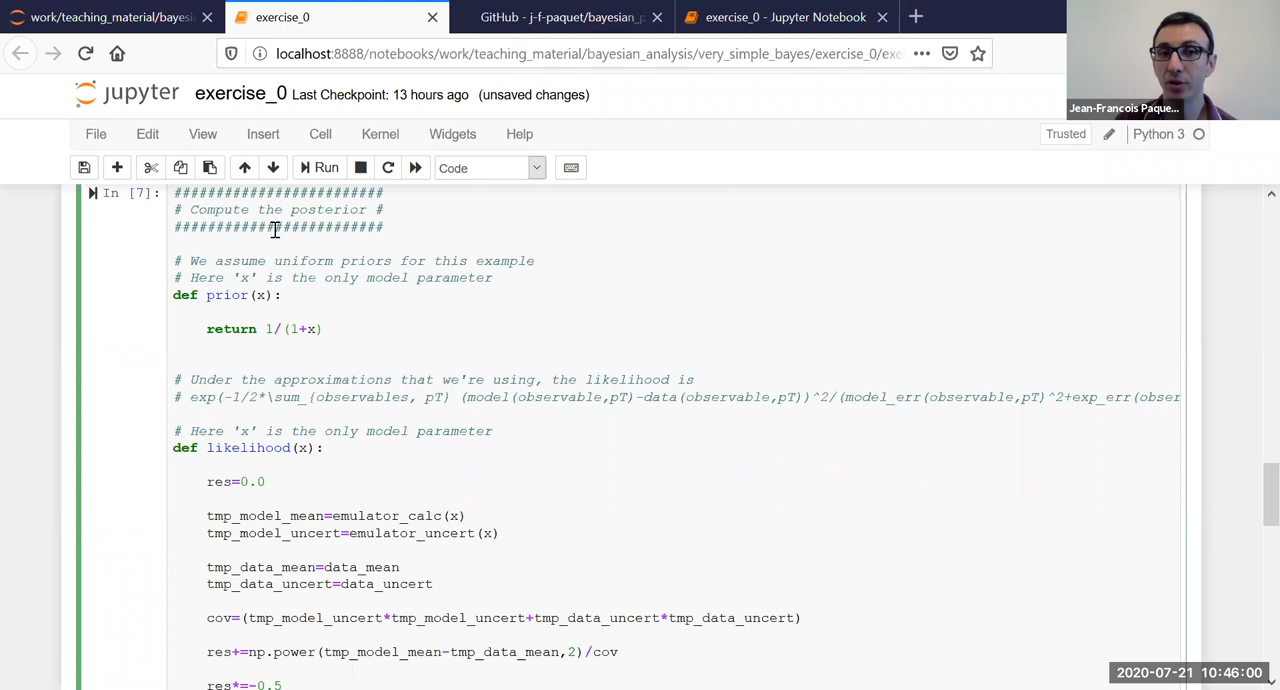 work/teaching_material/bayesi
exercise_0
GitHub - j-f-paquet/bayesian_p
exercise_0 - Jupyter Notebook
localhost:8888/notebooks/work/teaching_material/bayesian_analysis/very_simple_bayes/exercise_0/exe
Jean-Francois Paque...
jupyter exercise_0 Last Checkpoint: 13 hours ago (unsaved changes)
File Edit View Insert Cell Kernel Widgets Help
Trusted
Python 3
Run
Code
In [7]:
#########################
# Compute the posterior #
#########################
# We assume uniform priors for this example
# Here 'x' is the only model parameter
def prior(x):
return 1/(1+x)
# Under the approximations that we're using, the likelihood is
# exp(-1/2*\sum_{observables, pT} (model(observable,pT)-data(observable,pT))^2/(model_err(observable,pT)^2+exp_err(obser
# Here 'x' is the only model parameter
def likelihood(x):
res=0.0
tmp_model_mean=emulator_calc(x)
tmp_model_uncert=emulator_uncert(x)
tmp_data_mean=data_mean
tmp_data_uncert=data_uncert
cov=(tmp_model_uncert*tmp_model_uncert+tmp_data_uncert*tmp_data_uncert)
res+=np.power(tmp_model_mean-tmp_data_mean,2)/cov
res*=-0.5
2020-07-21 10:46:00